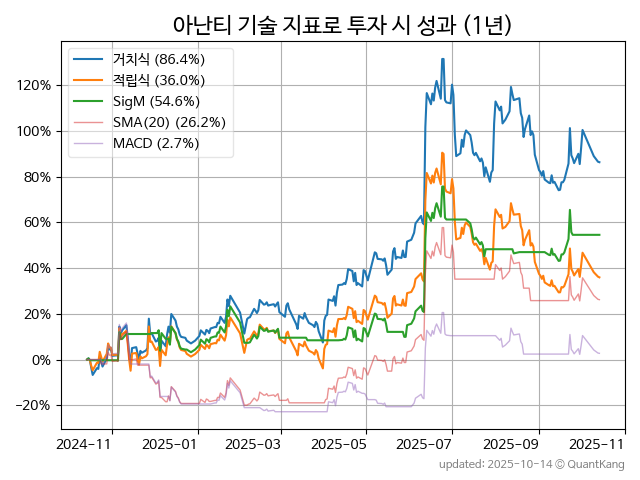 아난티 기술 지표로 투자 시 성과 (1년)
거치식 (86.4%)
적립식 (36.0%)
SigM (54.6%)
SMA(20) (26.2%)
MACD (2.7%)
120%
100%
80%
60%
40%
20%
0%
−20%
2024-11 2025-01 2025-03 2025-05 2025-07 2025-09 2025-11
updated: 2025-10-14 © QuantKang